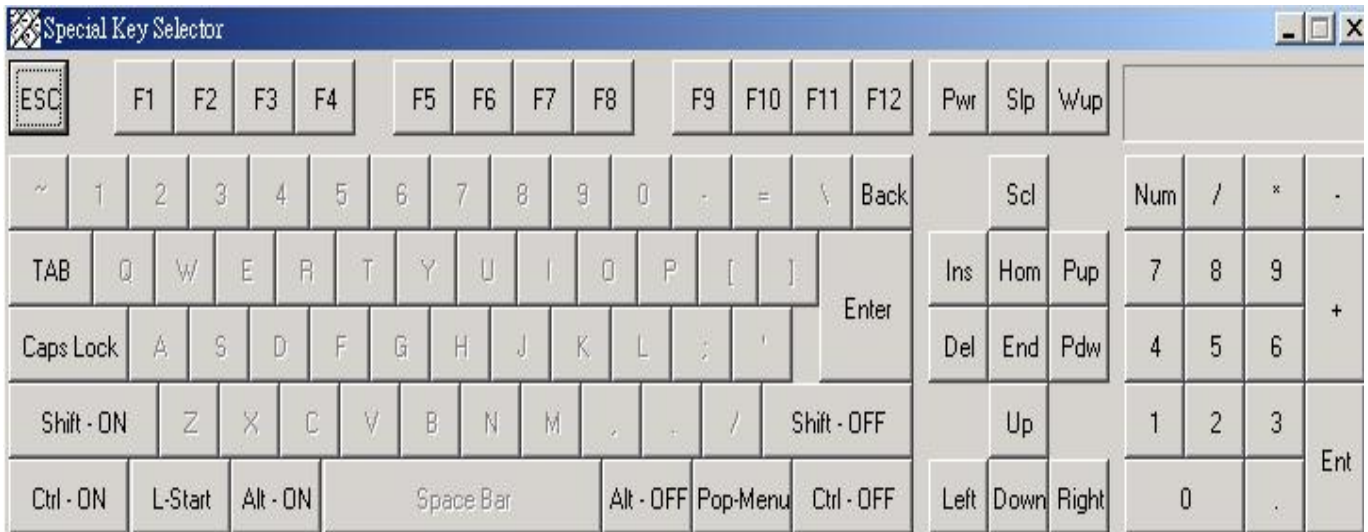 Special Key Selector
ESC F1 F2 F3 F4 F5 F6 F7 F8 F9 F10 F11 F12 Pwr Slp Wup
~ 1 2 3 4 5 6 7 8 9 0 - = \ Back Scl Num / * -
TAB Q W E R T Y U I O P [ ] Enter Ins Hom Pup 7 8 9 +
Caps Lock A S D F G H J K L ; ' Del End Pdw 4 5 6
Shift - ON Z X C V B N M , . / Shift - OFF Up 1 2 3 Ent
Ctrl - ON L-Start Alt - ON Space Bar Alt - OFF Pop-Menu Ctrl - OFF Left Down Right 0 .